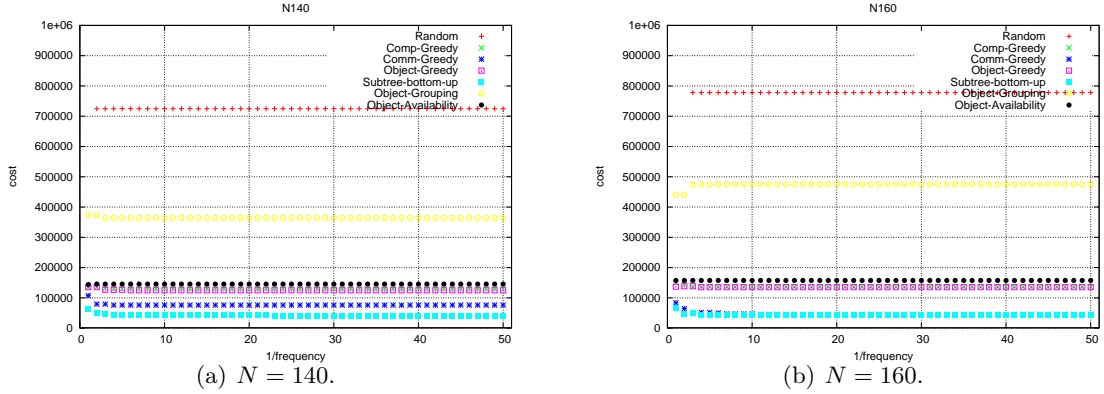 N140
1e+06
900000
800000
700000
600000
500000
400000
300000
200000
100000
0
cost
Random
Comp-Greedy
Comm-Greedy
Object-Greedy
Subtree-bottom-up
Object-Grouping
Object-Availability
10 20 30 40 50
1/frequency
(a) N = 140.
N160
1e+06
900000
800000
700000
600000
500000
400000
300000
200000
100000
0
cost
Random
Comp-Greedy
Comm-Greedy
Object-Greedy
Subtree-bottom-up
Object-Grouping
Object-Availability
10 20 30 40 50
1/frequency
(b) N = 160.